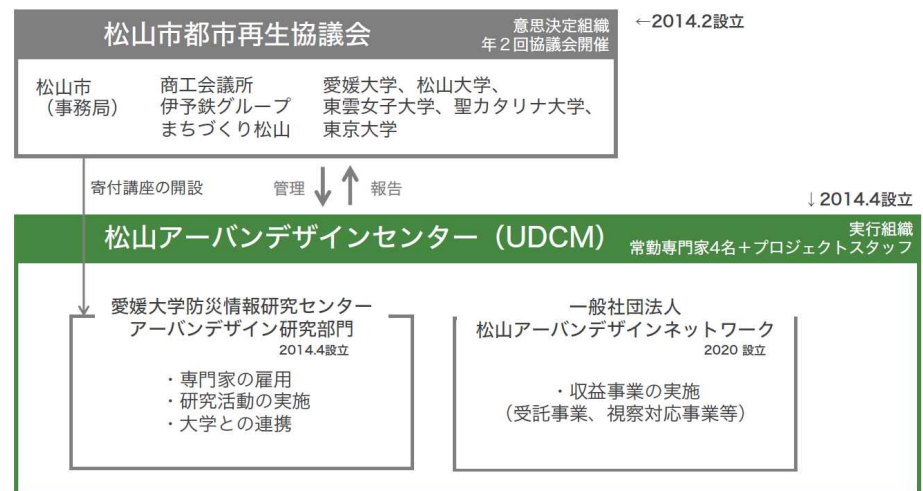 松山市都市再生協議会
意思決定組織
年2回協議会開催
←2014.2設立
松山市
（事務局）
商工会議所
伊予鉄グループ
まちづくり松山
愛媛大学、松山大学、
東雲女子大学、聖カタリナ大学、
東京大学
寄付講座の開設
管理
報告
↓2014.4設立
松山アーバンデザインセンター（UDCM）
実行組織
常勤専門家4名＋プロジェクトスタッフ
愛媛大学防災情報研究センター
アーバンデザイン研究部門
2014.4設立
・専門家の雇用
・研究活動の実施
・大学との連携
一般社団法人
松山アーバンデザインネットワーク
2020 設立
・収益事業の実施
（受託事業、視察対応事業等）